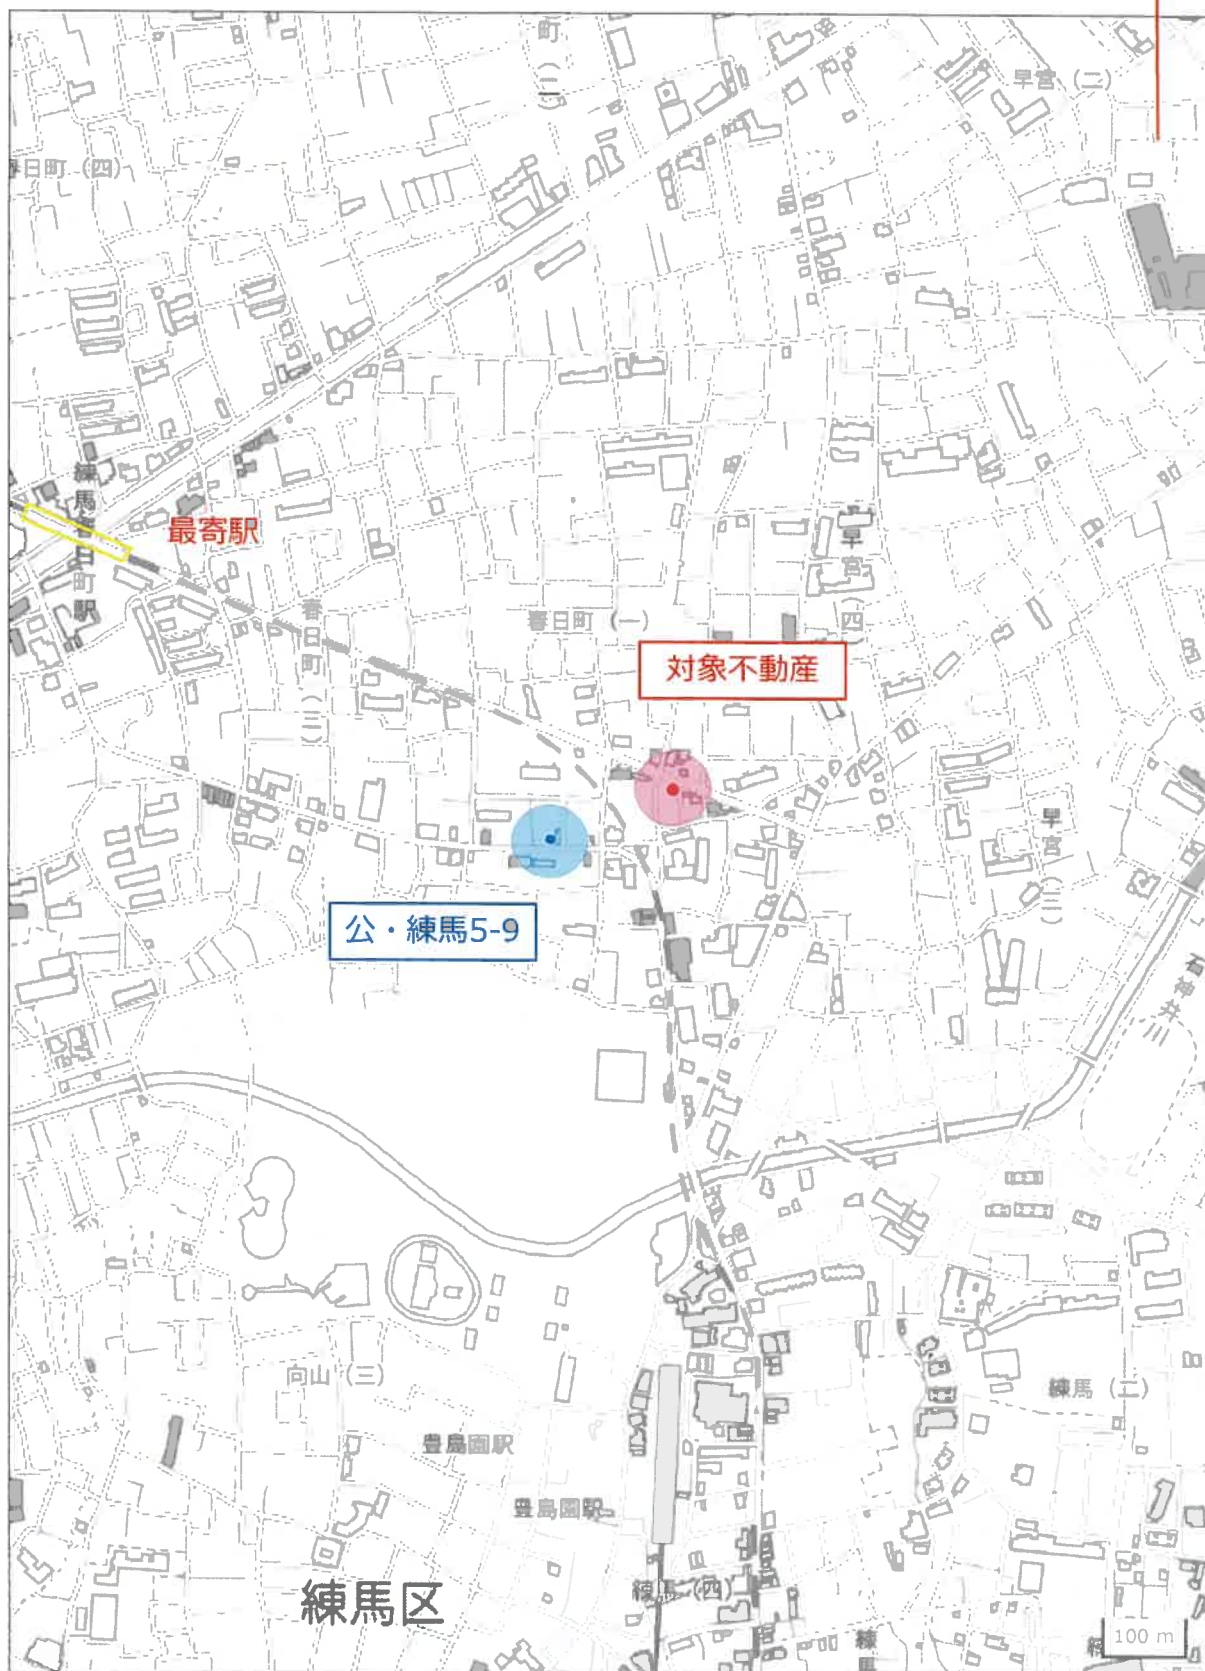 町(二)
早宮(二)
春日町(四)
練馬春日町駅
最寄駅
春日町(三)
春日町(一)
早宮(四)
対象不動産
早宮(三)
公・練馬5-9
石神井川
向山(三)
練馬(二)
豊島園駅
豊島園駅
練馬区
練馬(四)
練馬
100 m